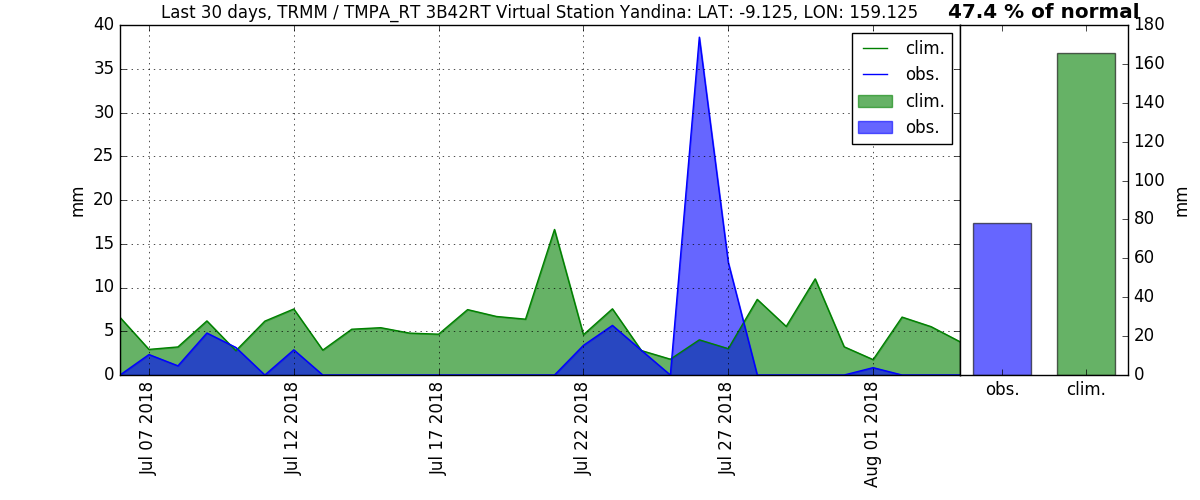 Last 30 days, TRMM / TMPA_RT 3B42RT Virtual Station Yandina: LAT: -9.125, LON: 159.125
47.4 % of normal
mm
40
35
30
25
20
15
10
5
0
clim.
obs.
clim.
obs.
Jul 07 2018
Jul 12 2018
Jul 17 2018
Jul 22 2018
Jul 27 2018
Aug 01 2018
180
160
140
120
100
80
60
40
20
0
mm
obs.
clim.